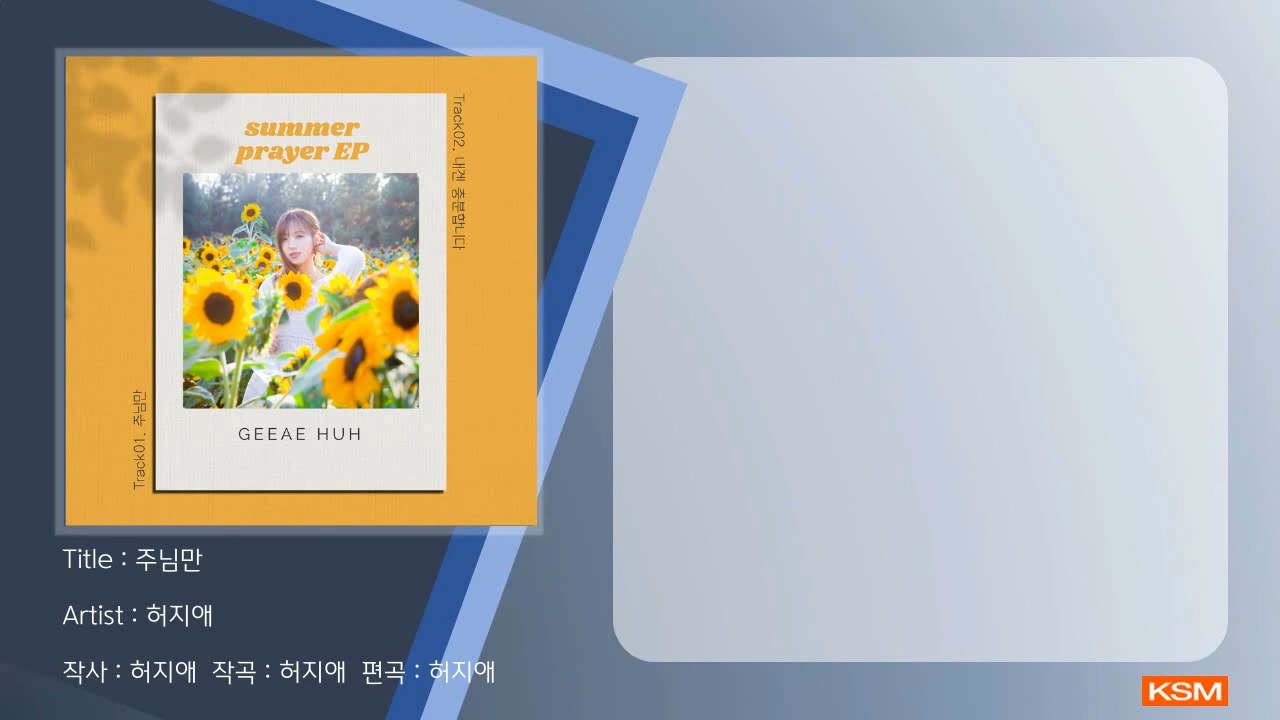 summer
prayer EP
Track02. 내겐 충분합니다
GEEAE HUH
Track01. 주님만
Title : 주님만
Artist : 허지애
작사 : 허지애 작곡 : 허지애 편곡 : 허지애
KSM